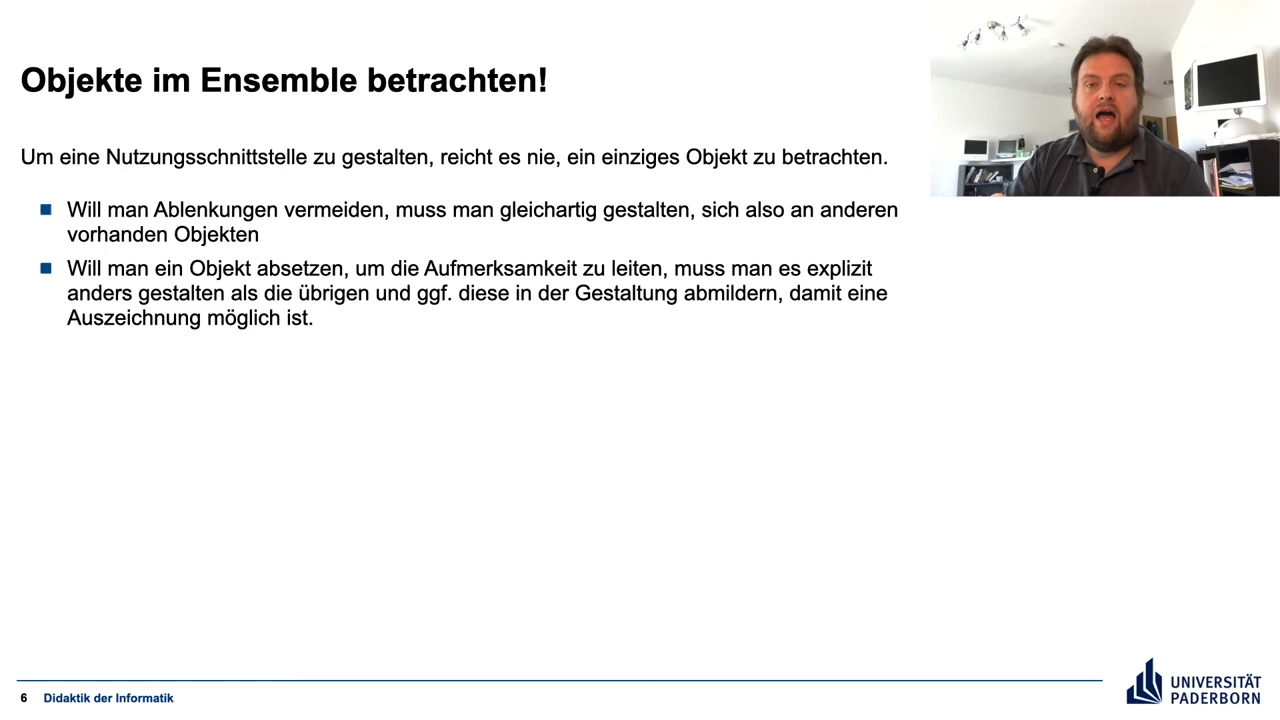 Objekte im Ensemble betrachten!
Um eine Nutzungsschnittstelle zu gestalten, reicht es nie, ein einziges Objekt zu betrachten.
Will man Ablenkungen vermeiden, muss man gleichartig gestalten, sich also an anderen
vorhanden Objekten
Will man ein Objekt absetzen, um die Aufmerksamkeit zu leiten, muss man es explizit
anders gestalten als die übrigen und ggf. diese in der Gestaltung abmildern, damit eine
Auszeichnung möglich ist.
6 Didaktik der Informatik
UNIVERSITÄT
PADERBORN